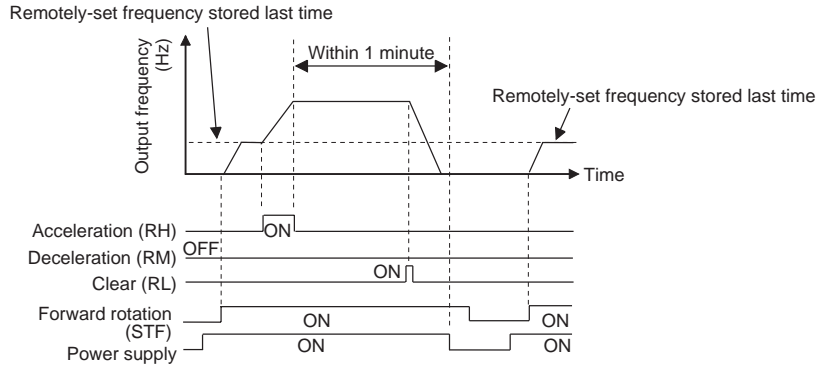 Remotely-set frequency stored last time
Output frequency
(Hz)
Within 1 minute
Remotely-set frequency stored last time
Time
Acceleration (RH)
ON
Deceleration (RM)
OFF
Clear (RL)
ON
Forward rotation
(STF)
ON
ON
Power supply
ON
ON